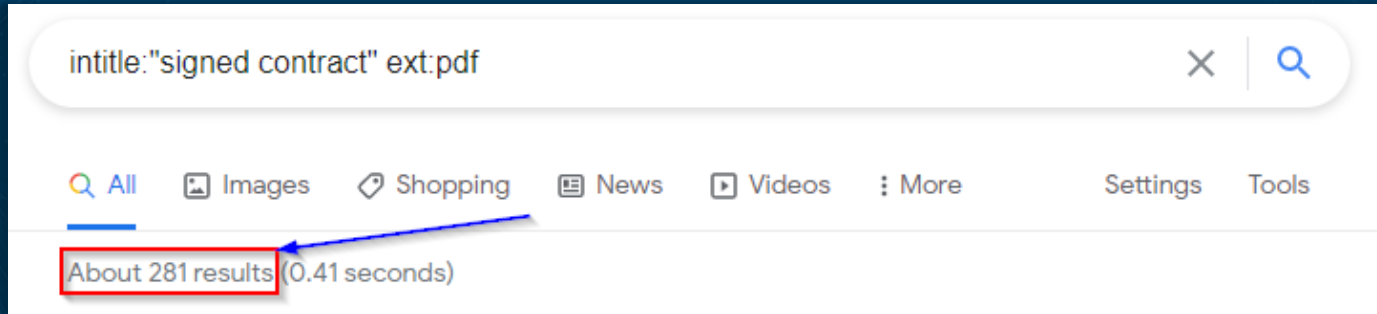 intitle:"signed contract" ext:pdf
All Images Shopping News Videos More Settings Tools
About 281 results (0.41 seconds)